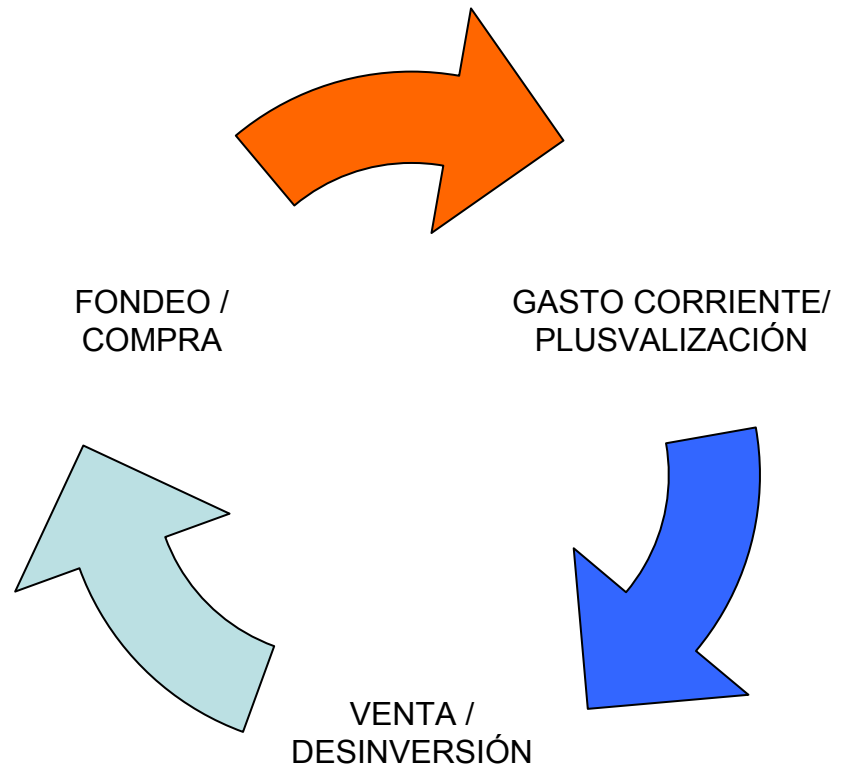 FONDEO /
COMPRA
GASTO CORRIENTE/
PLUSVALIZACIÓN
VENTA /
DESINVERSIÓN